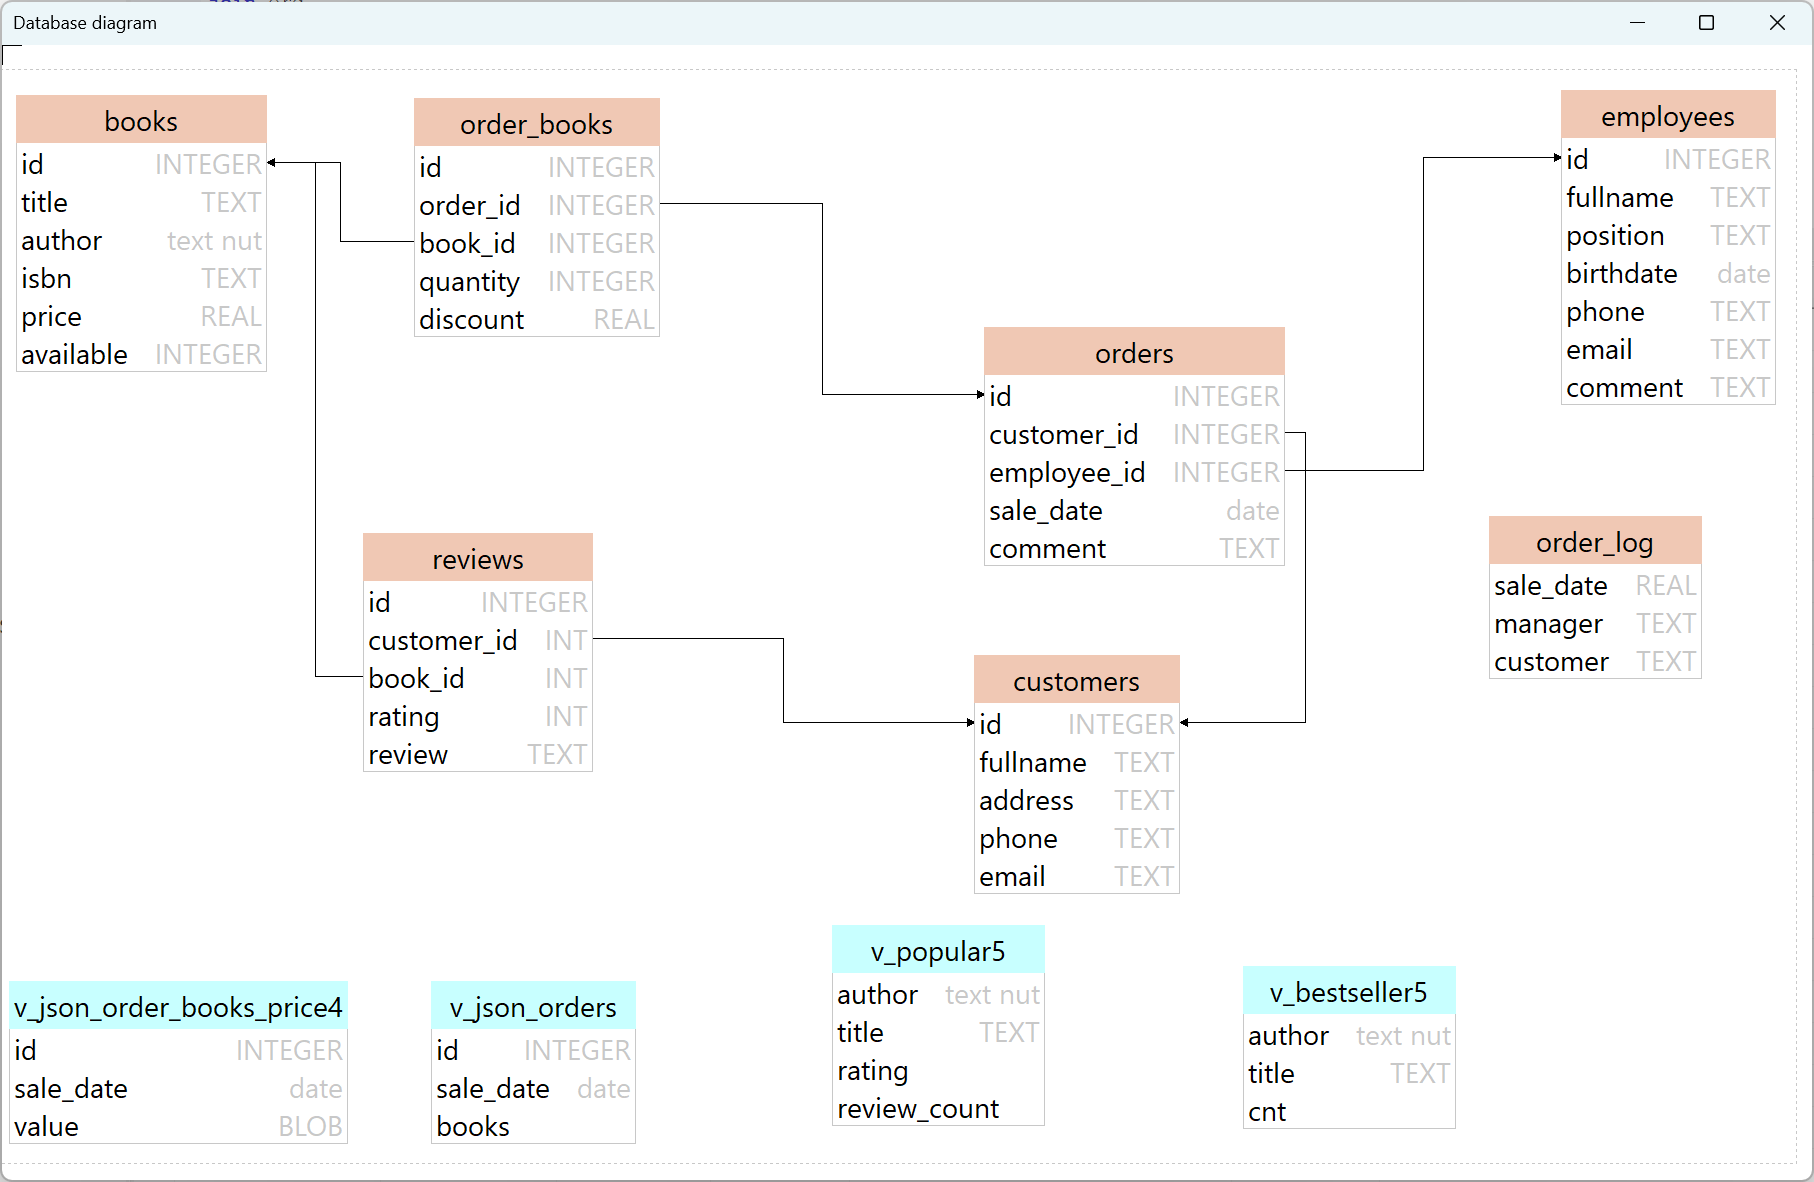 Database diagram
books
id INTEGER
title TEXT
author text nut
isbn TEXT
price REAL
available INTEGER
order_books
id INTEGER
order_id INTEGER
book_id INTEGER
quantity INTEGER
discount REAL
employees
id INTEGER
fullname TEXT
position TEXT
birthdate date
phone TEXT
email TEXT
comment TEXT
orders
id INTEGER
customer_id INTEGER
employee_id INTEGER
sale_date date
comment TEXT
reviews
id INTEGER
customer_id INT
book_id INT
rating INT
review TEXT
order_log
sale_date REAL
manager TEXT
customer TEXT
customers
id INTEGER
fullname TEXT
address TEXT
phone TEXT
email TEXT
v_json_order_books_price4
id INTEGER
sale_date date
value BLOB
v_json_orders
id INTEGER
sale_date date
books
v_popular5
author text nut
title TEXT
rating
review_count
v_bestseller5
author text nut
title TEXT
cnt